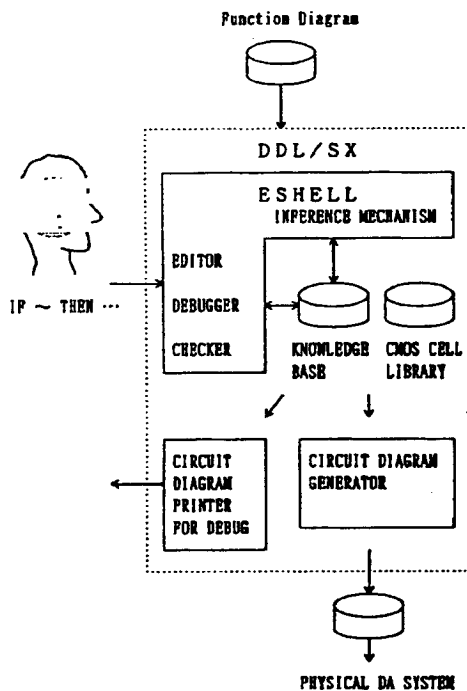 Function Diagram
DDL/SX
ESHELL
INFERENCE MECHANISM
EDITOR
IF ～ THEN …
DEBUGGER
CHECKER
KNOWLEDGE
BASE
CMOS CELL
LIBRARY
CIRCUIT
DIAGRAM
PRINTER
FOR DEBUG
CIRCUIT DIAGRAM
GENERATOR
PHYSICAL DA SYSTEM